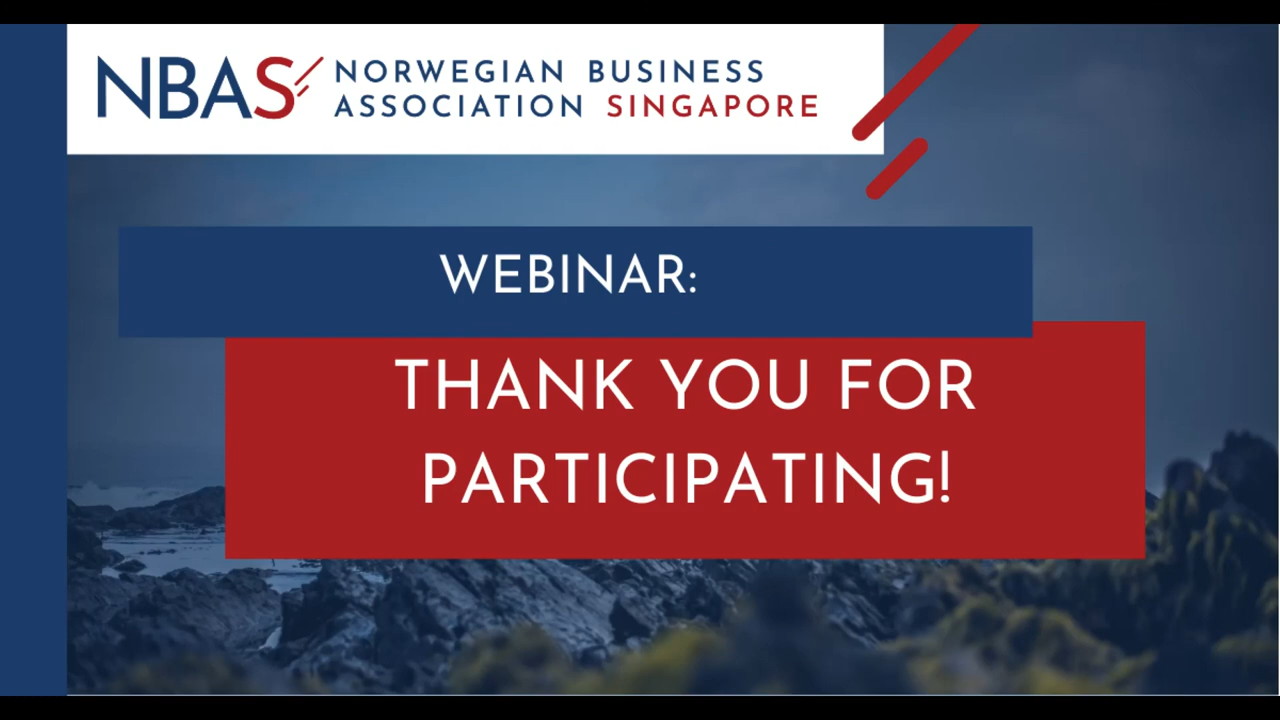 NBAS
NORWEGIAN BUSINESS
ASSOCIATION SINGAPORE
WEBINAR:
THANK YOU FOR
PARTICIPATING!